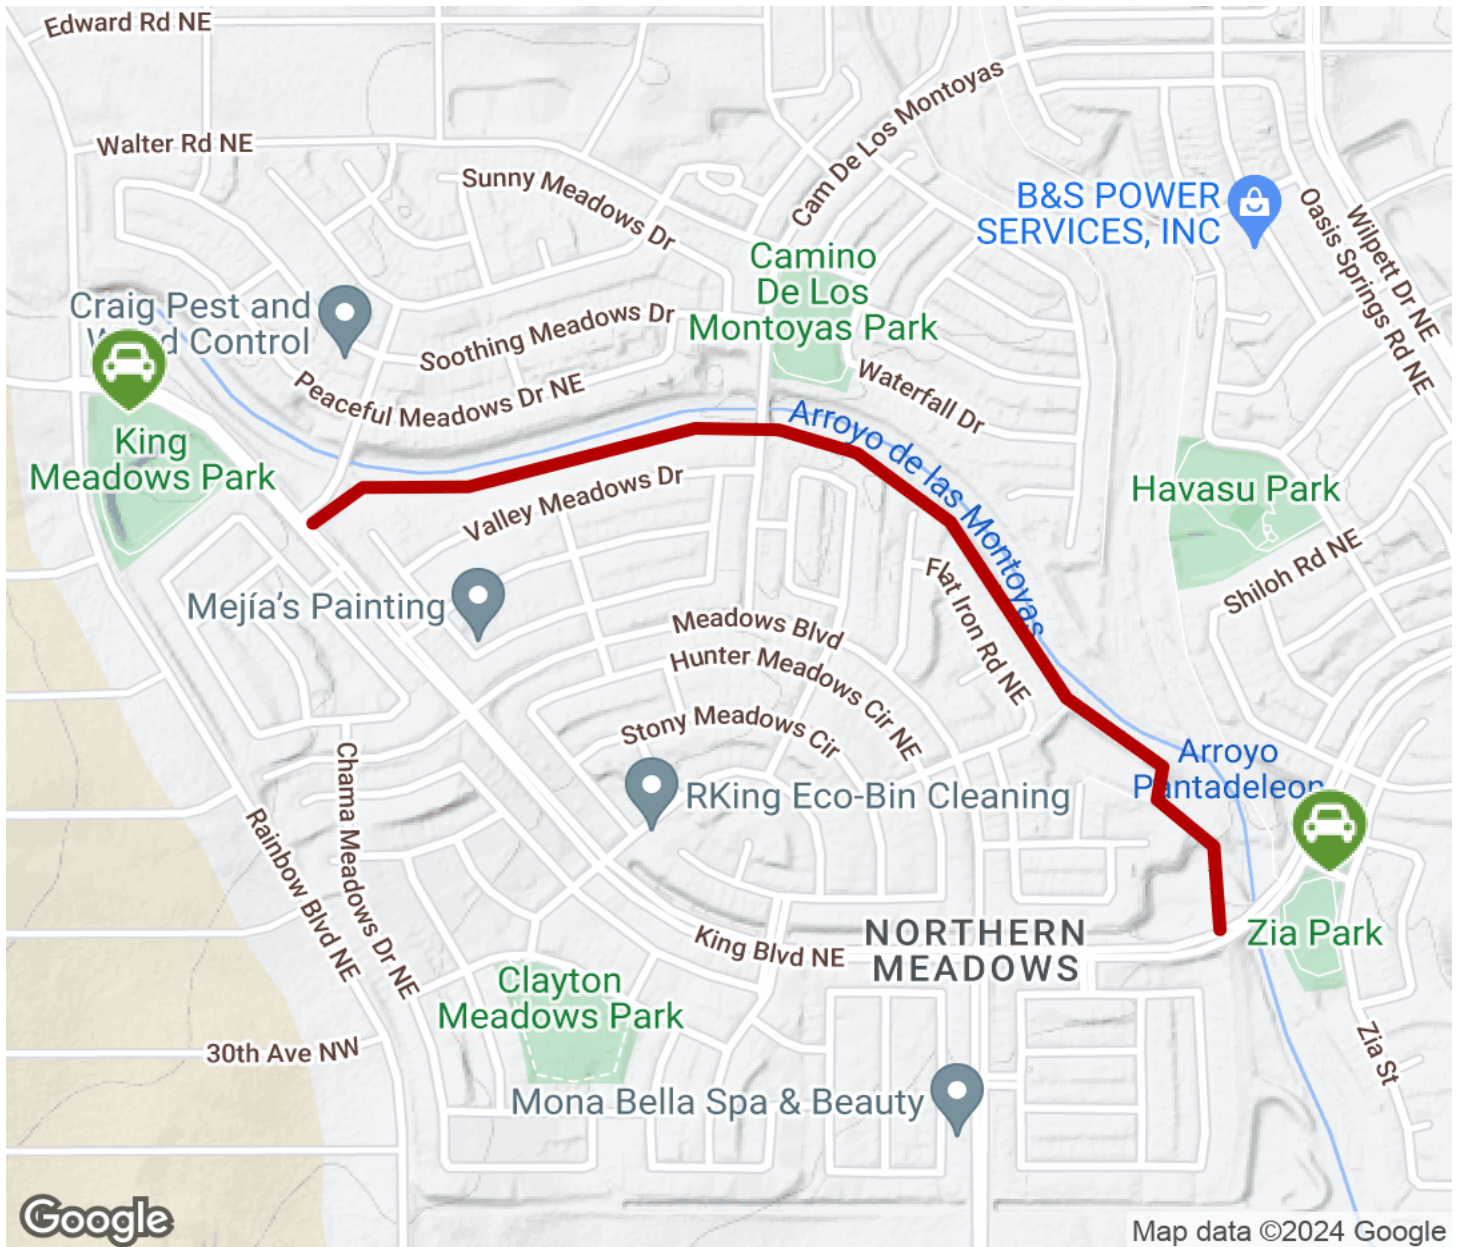 Edward Rd NE
Walter Rd NE
Sunny Meadows Dr
Cam De Los Montoyas
B&S POWER
SERVICES, INC
Oasis Springs Rd NE
Wilpett Dr NE
Camino
De Los
Montoyas Park
Craig Pest and
Control
Soothing Meadows Dr
Peaceful Meadows Dr NE
Waterfall Dr
Arroyo de las Montoyas
King
Meadows Park
Valley Meadows Dr
Havasu Park
Shiloh Rd NE
Flat Iron Rd NE
Mejía's Painting
Meadows Blvd
Hunter Meadows Cir NE
Stony Meadows Cir
Chama Meadows Dr NE
Rainbow Blvd NE
RKing Eco-Bin Cleaning
Arroyo
Pantadeleon
King Blvd NE
NORTHERN
MEADOWS
Zia Park
Clayton
Meadows Park
30th Ave NW
Zia St
Mona Bella Spa & Beauty
Google
Map data ©2024 Google